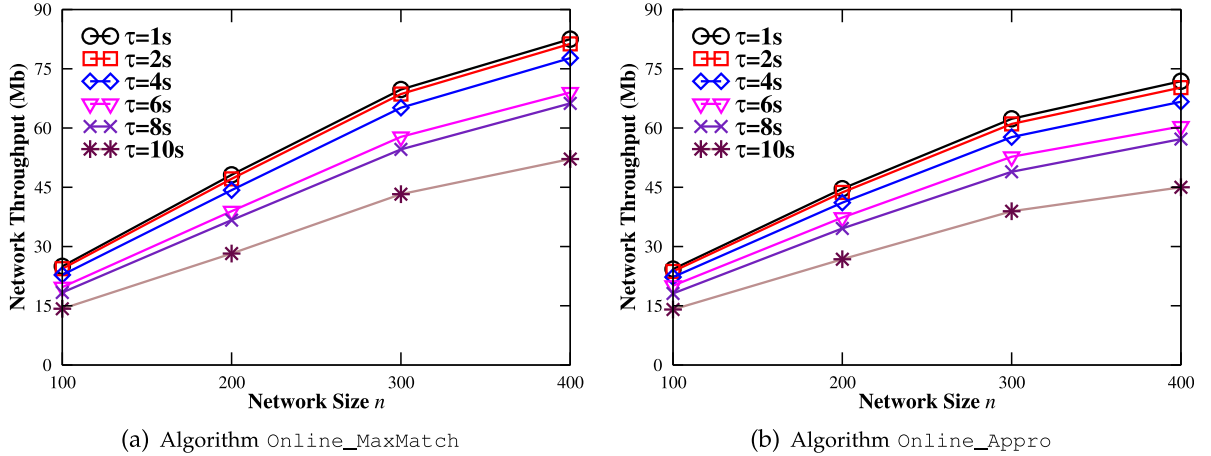 Network Throughput (Mb)
90
75
60
45
30
15
0
τ=1s
τ=2s
τ=4s
τ=6s
τ=8s
τ=10s
100 200 300 400
Network Size n
(a) Algorithm Online_MaxMatch
Network Throughput (Mb)
90
75
60
45
30
15
0
τ=1s
τ=2s
τ=4s
τ=6s
τ=8s
τ=10s
100 200 300 400
Network Size n
(b) Algorithm Online_Appro